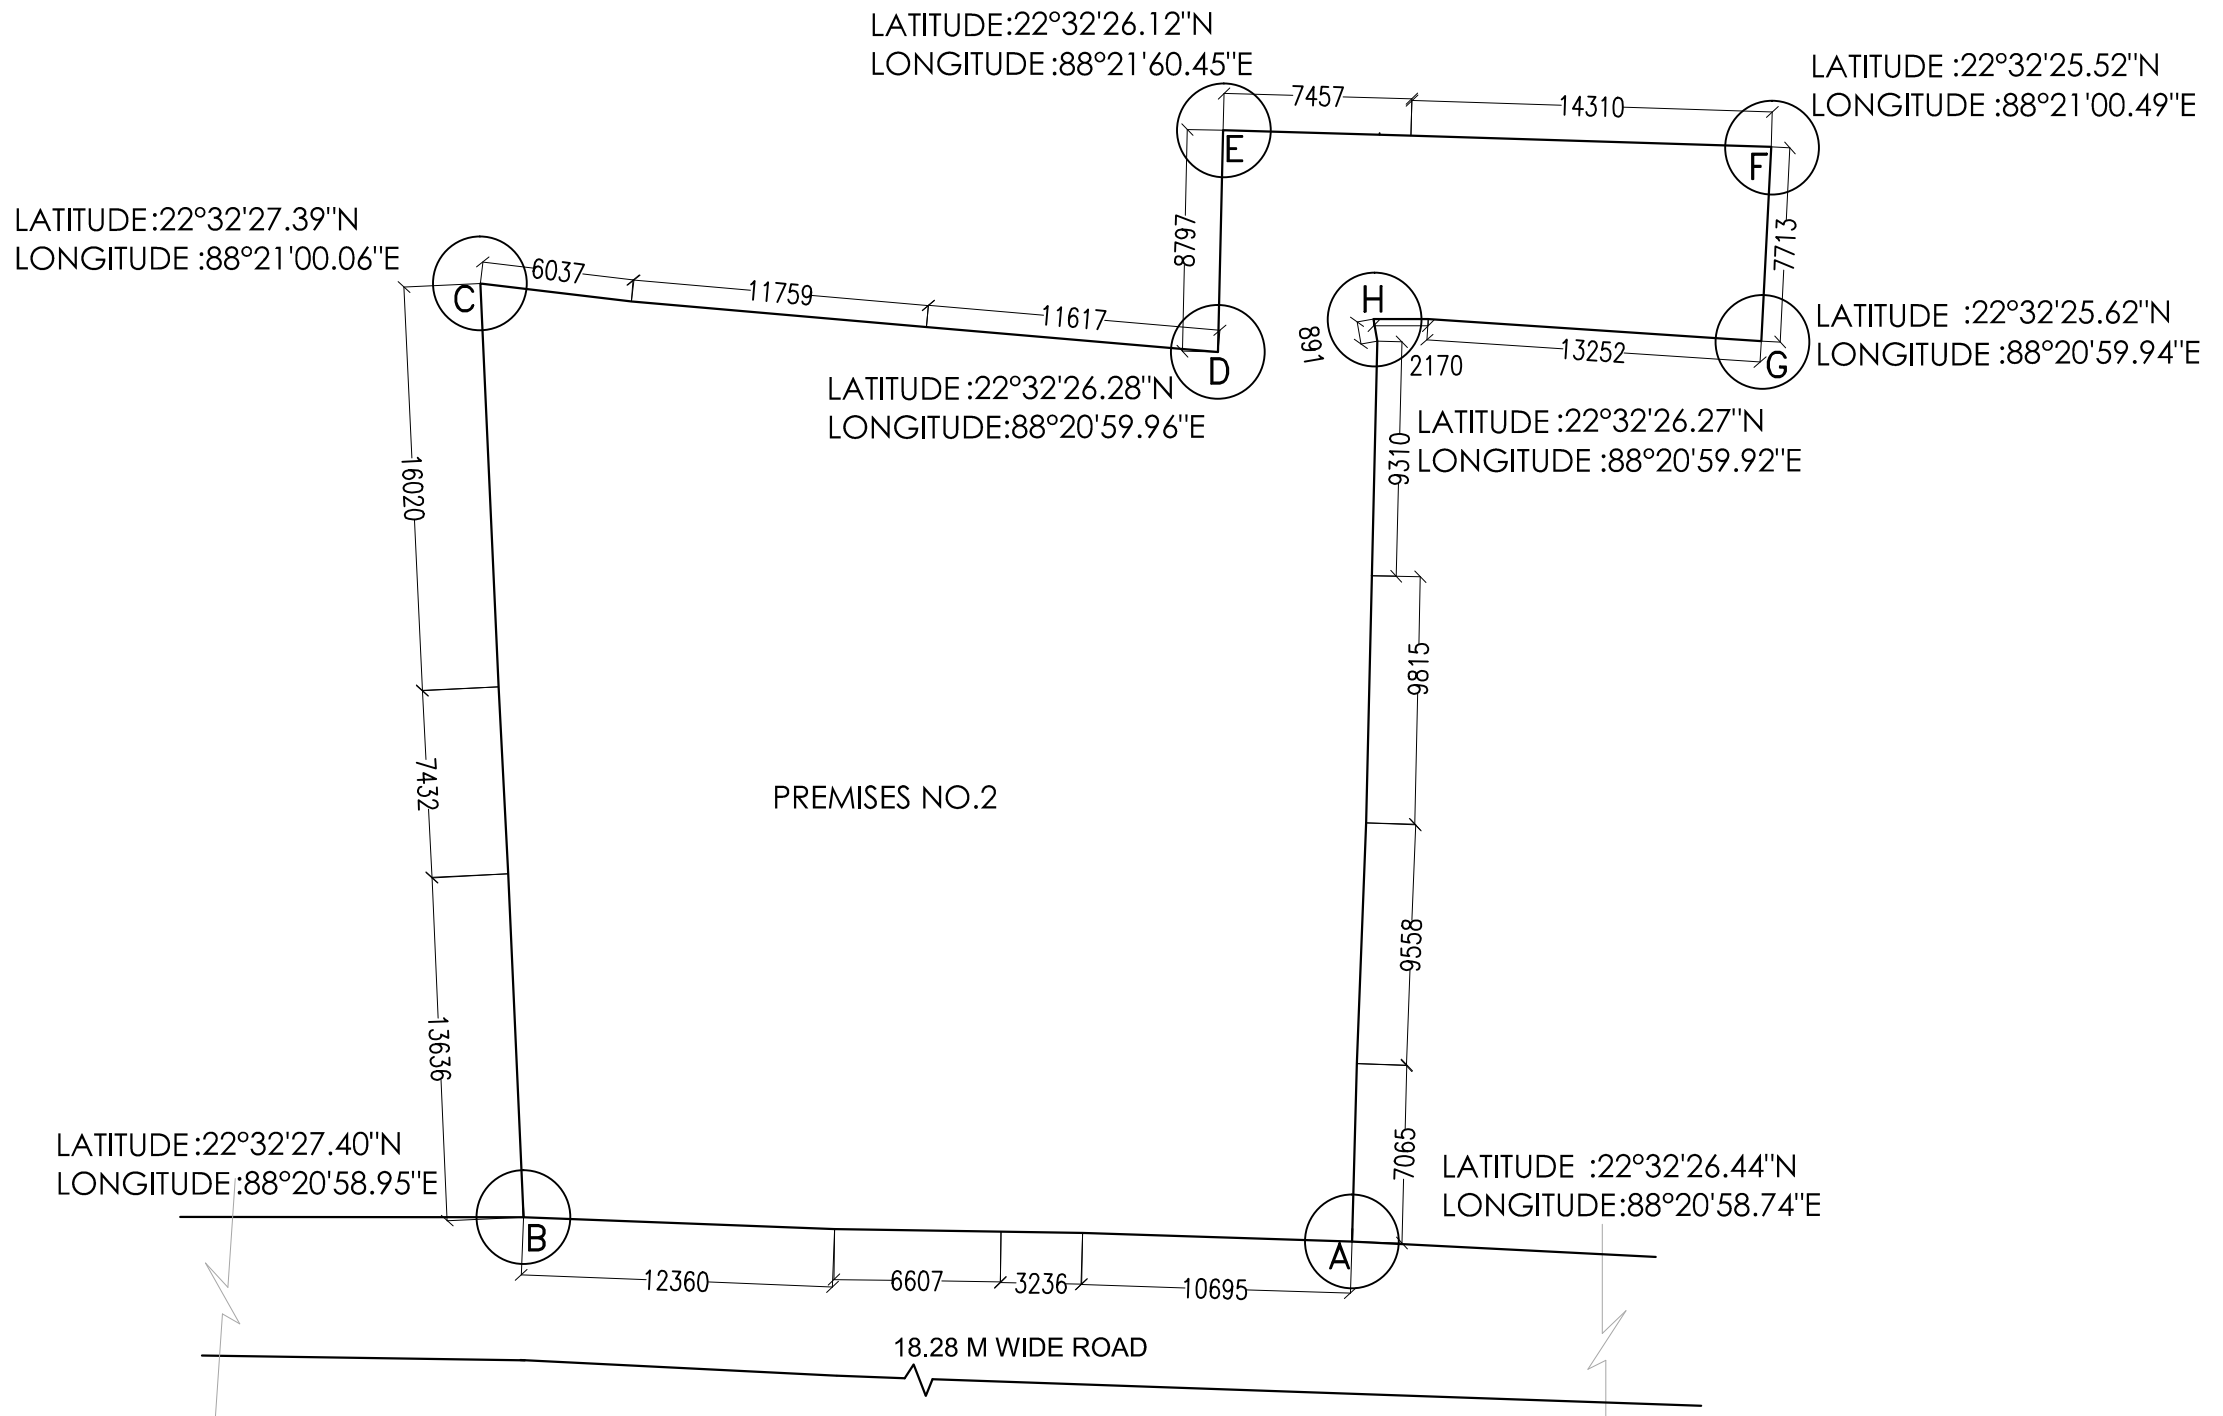 LATITUDE:22°32'26.12"N
LONGITUDE:88°21'60.45"E
LATITUDE :22°32'25.52"N
LONGITUDE :88°21'00.49"E
7457
14310
E
F
8797
7713
LATITUDE:22°32'27.39"N
LONGITUDE :88°21'00.06"E
C
6037
11759
11617
D
H
G
891
2170
13252
LATITUDE :22°32'25.62"N
LONGITUDE :88°20'59.94"E
LATITUDE :22°32'26.28"N
LONGITUDE:88°20'59.96"E
LATITUDE :22°32'26.27"N
LONGITUDE :88°20'59.92"E
9310
16020
9815
7432
PREMISES NO.2
9558
13636
7065
LATITUDE :22°32'27.40"N
LONGITUDE:88°20'58.95"E
LATITUDE :22°32'26.44"N
LONGITUDE:88°20'58.74"E
B
A
12360
6607
3236
10695
18.28 M WIDE ROAD